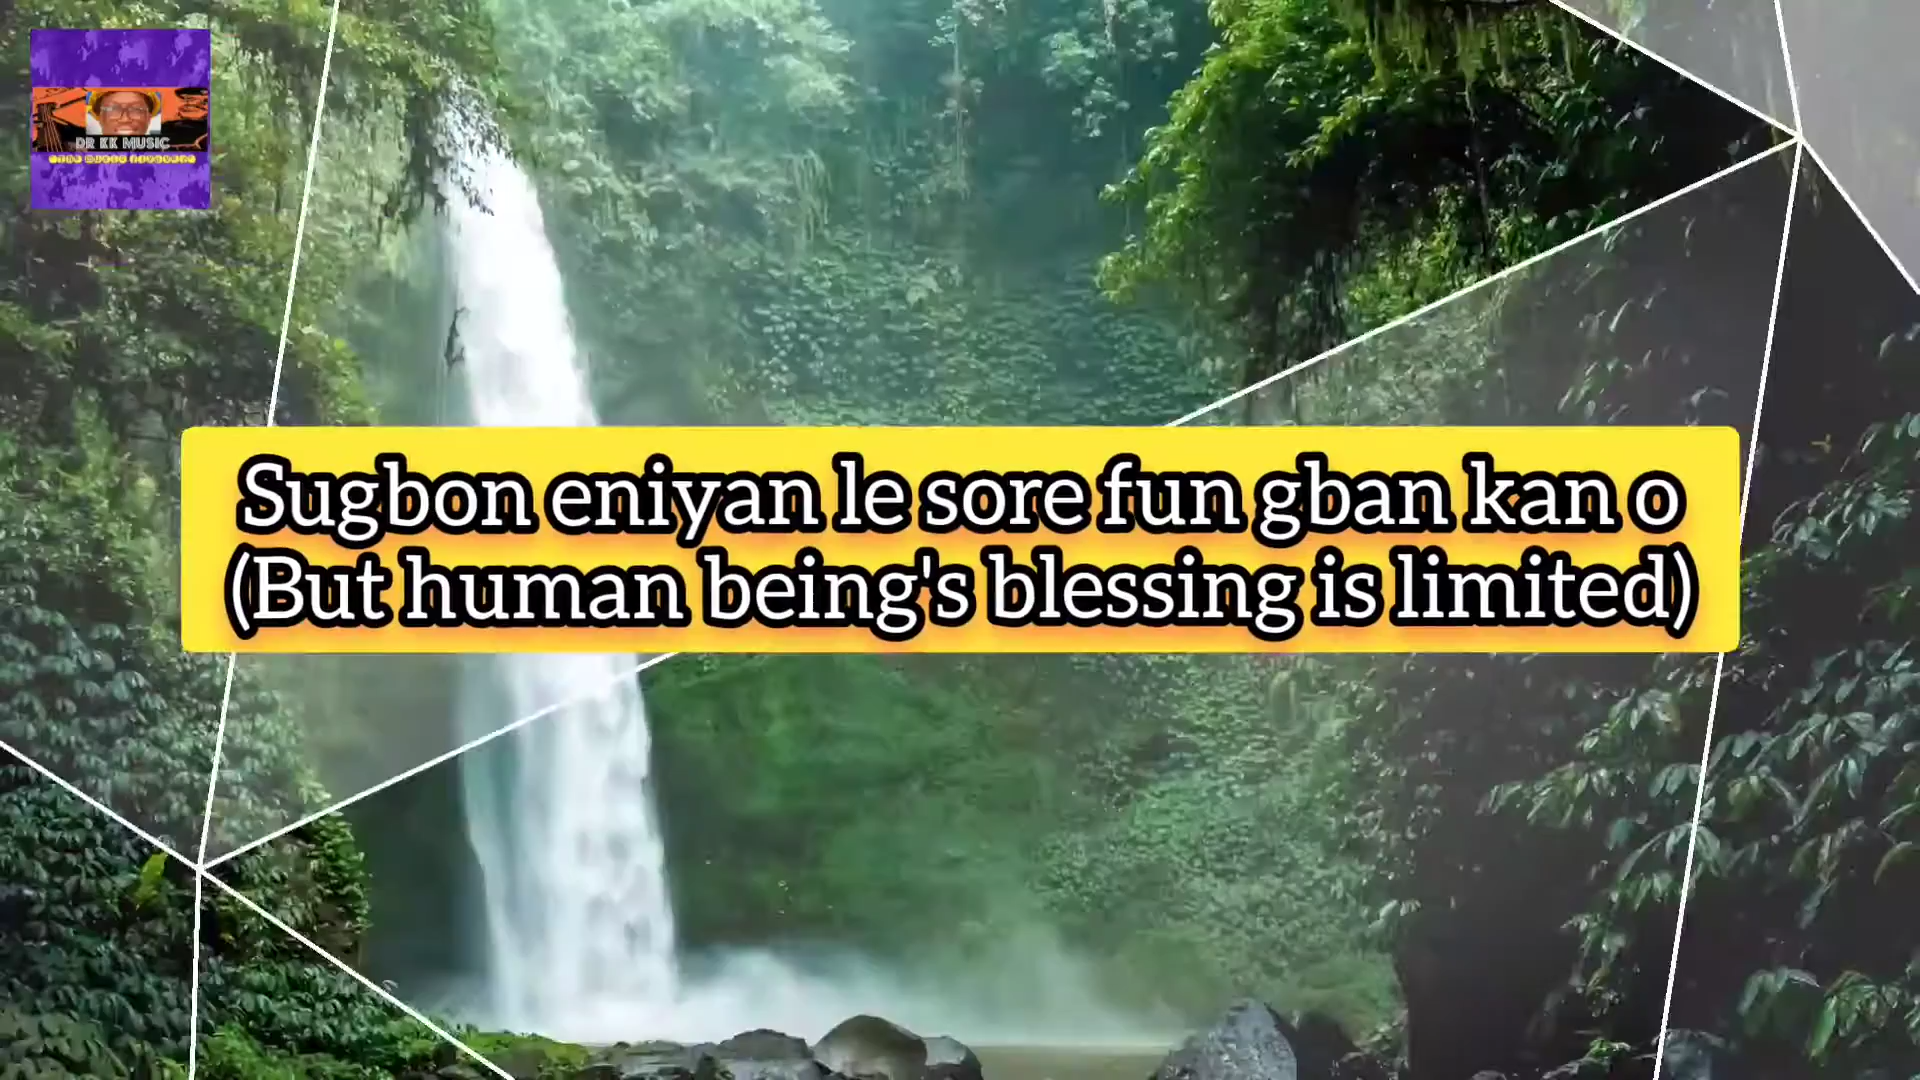 DR KK MUSIC
Sugbon eniyan le sore fun gban kan o
(But human being's blessing is limited)